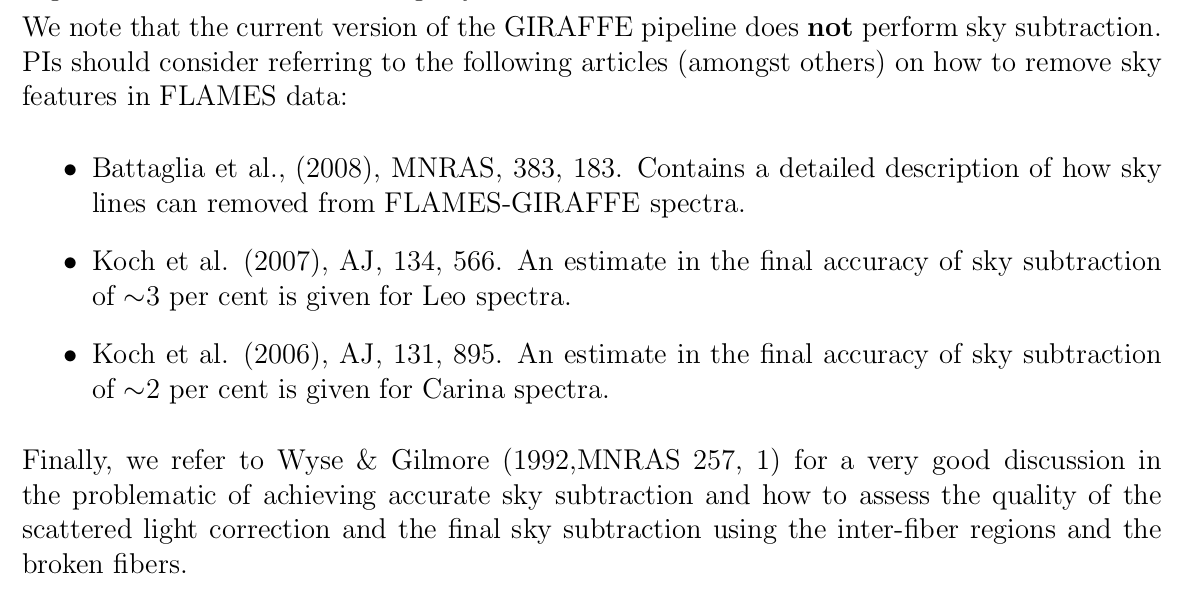 We note that the current version of the GIRAFFE pipeline does not perform sky subtraction.
PIs should consider referring to the following articles (amongst others) on how to remove sky
features in FLAMES data:
• Battaglia et al., (2008), MNRAS, 383, 183. Contains a detailed description of how sky
lines can removed from FLAMES-GIRAFFE spectra.
• Koch et al. (2007), AJ, 134, 566. An estimate in the final accuracy of sky subtraction
of ∼3 per cent is given for Leo spectra.
• Koch et al. (2006), AJ, 131, 895. An estimate in the final accuracy of sky subtraction
of ∼2 per cent is given for Carina spectra.
Finally, we refer to Wyse & Gilmore (1992,MNRAS 257, 1) for a very good discussion in
the problematic of achieving accurate sky subtraction and how to assess the quality of the
scattered light correction and the final sky subtraction using the inter-fiber regions and the
broken fibers.